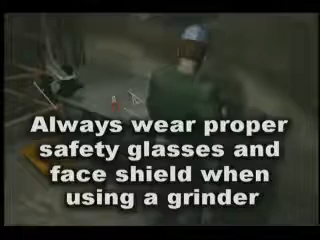 Always wear proper
safety glasses and
face shield when
using a grinder